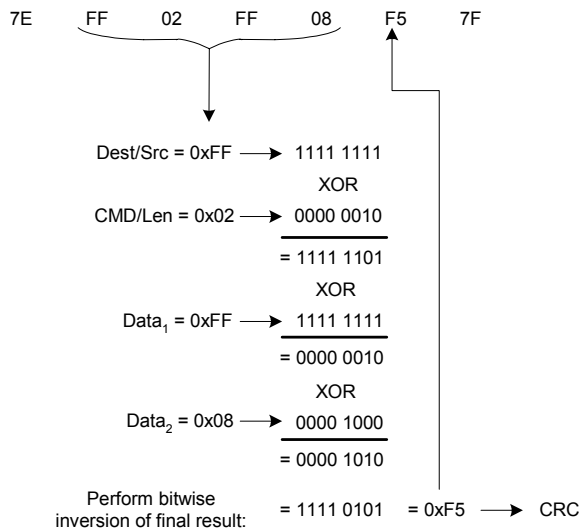 7E FF 02 FF 08 F5 7F
Dest/Src = 0xFF 1111 1111
XOR
CMD/Len = 0x02 0000 0010
= 1111 1101
XOR
Data1 = 0xFF 1111 1111
= 0000 0010
XOR
Data2 = 0x08 0000 1000
= 0000 1010
Perform bitwise
inversion of final result: = 1111 0101 = 0xF5 CRC